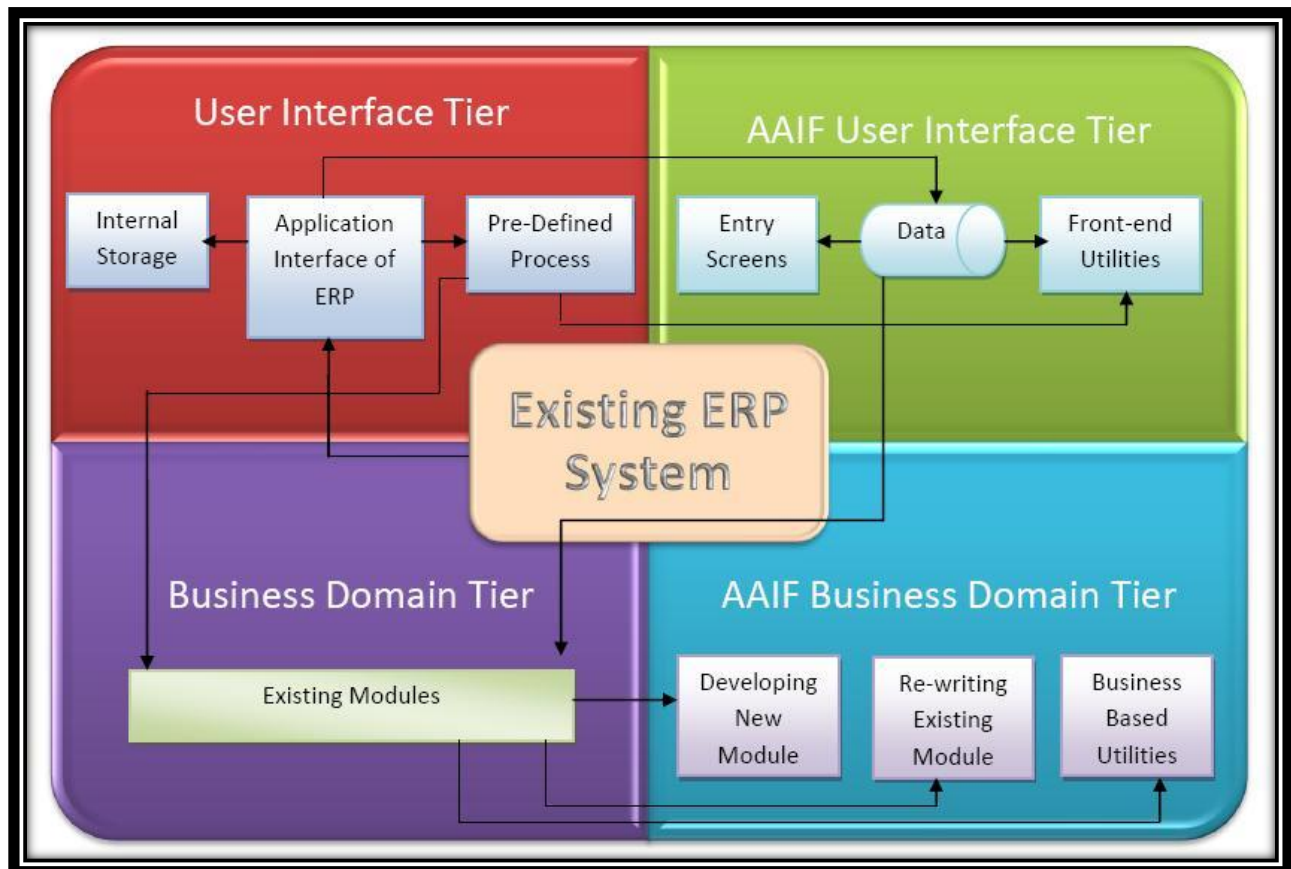 User Interface Tier
Internal
Storage
Application
Interface of
ERP
Pre-Defined
Process
AAIF User Interface Tier
Entry
Screens
Data
Front-end
Utilities
Existing ERP
System
Business Domain Tier
Existing Modules
AAIF Business Domain Tier
Developing
New
Module
Re-writing
Existing
Module
Business
Based
Utilities